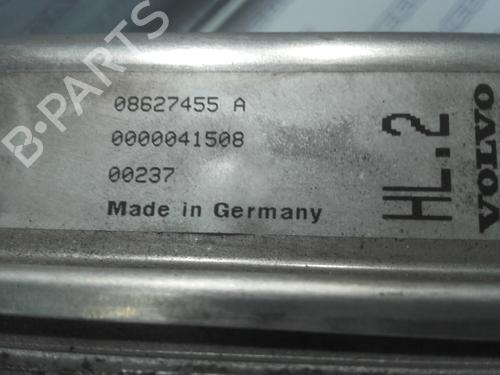 B-PARTS
08627455 A
0000041508
00237
Made in Germany
HL.2
VOLVO